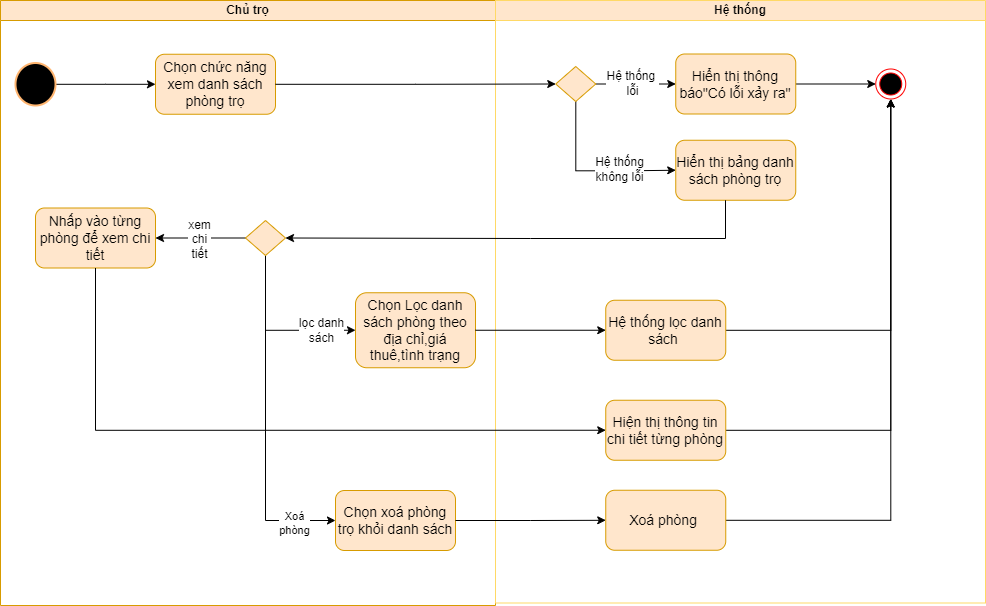 Chủ trọ
Hệ thống
Chọn chức năng
xem danh sách
phòng trọ
Hệ thống
lỗi
Hiển thị thông
báo"Có lỗi xảy ra"
Hệ thống
không lỗi
Hiển thị bảng danh
sách phòng trọ
Nhấp vào từng
phòng để xem chi
tiết
xem
chi
tiết
lọc danh
sách
Chọn Lọc danh
sách phòng theo
địa chỉ,giá
thuê,tình trạng
Hệ thống lọc danh
sách
Hiện thị thông tin
chi tiết từng phòng
Xoá
phòng
Chọn xoá phòng
trọ khỏi danh sách
Xoá phòng